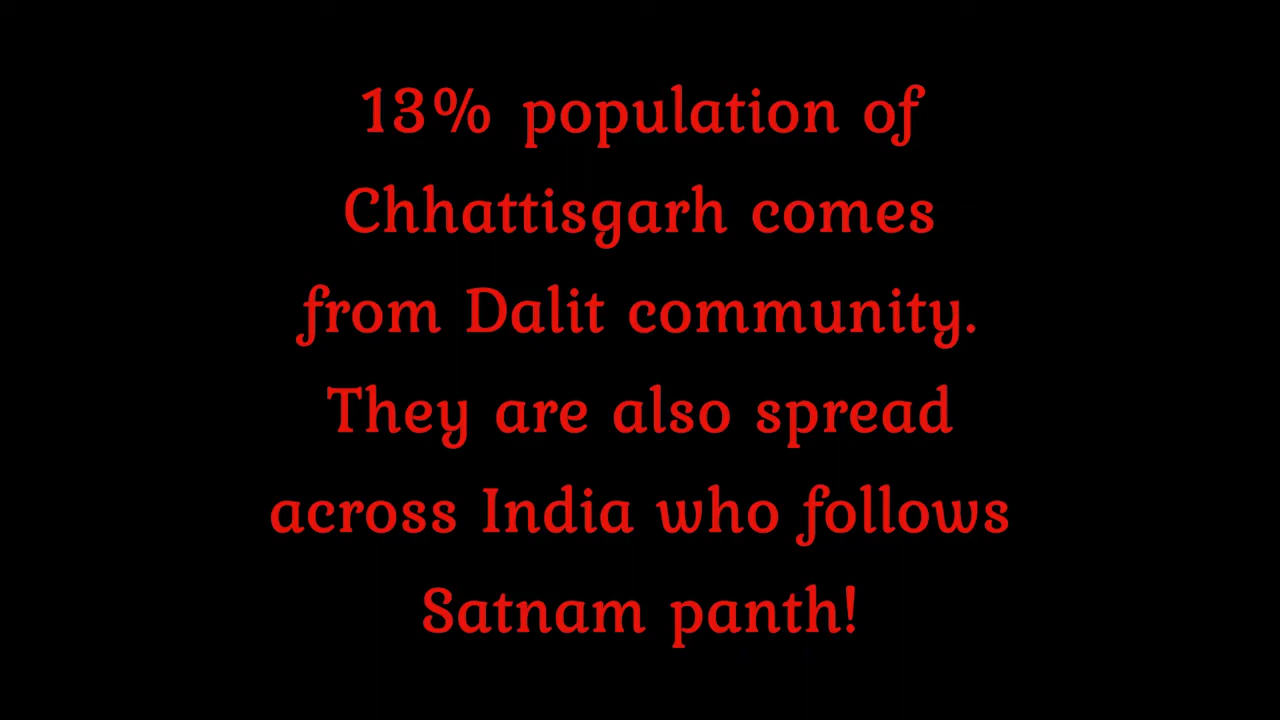 13% population of
Chhattisgarh comes
from Dalit community.
They are also spread
across India who follows
Satnam panth!